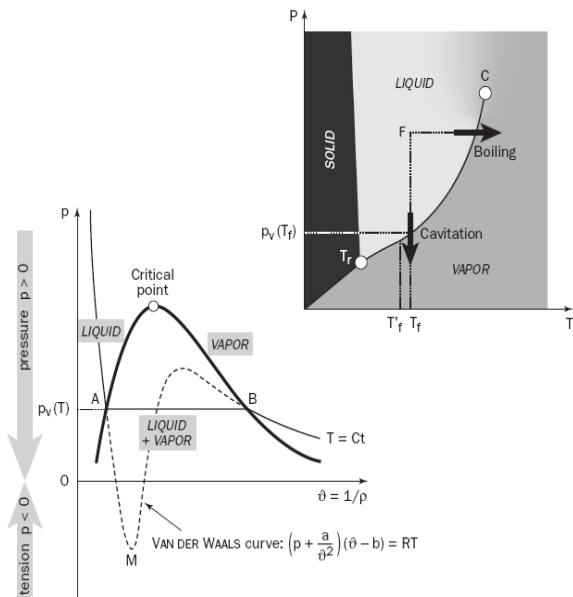 P
C
LIQUID
SOLID
F
Boiling
p_v (T_f)
Cavitation
T_r
VAPOR
T'_f T_f
T
p
pressure p > 0
Critical
point
LIQUID
VAPOR
A
B
p_v (T)
LIQUID
+ VAPOR
T = Ct
0
ϑ = 1/ρ
tension p < 0
M
VAN DER WAALS curve: (p + a/ϑ²) (ϑ – b) = RT